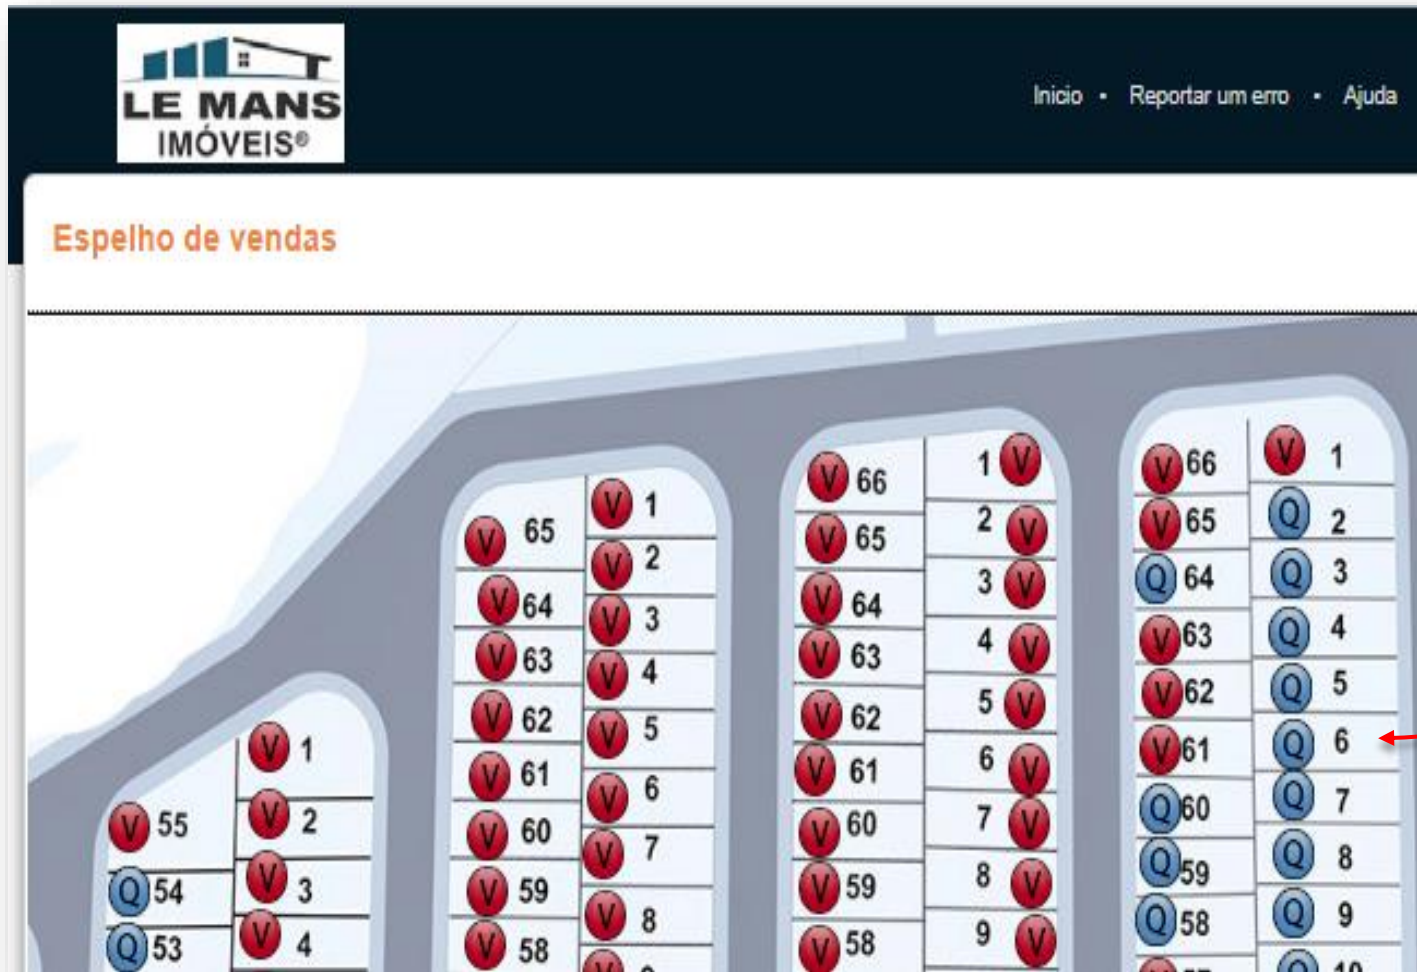 LE MANS
IMÓVEIS®
Inicio • Reportar um erro • Ajuda
Espelho de vendas
V 66 1 V
V 65 2 V
V 64 3 V
V 63 4 V
V 62 5 V
V 61 6 V
V 60 7 V
V 59 8 V
V 58 9 V
V 66 V 1
V 65 Q 2
Q 64 Q 3
V 63 Q 4
V 62 Q 5
V 61 Q 6
Q 60 Q 7
Q 59 Q 8
Q 58 Q 9
Q 10
V 65 V 1
V 64 V 2
V 63 V 3
V 62 V 4
V 61 V 5
V 60 V 6
V 59 V 7
V 58 V 8
V 55 V 1
Q 54 V 2
Q 53 V 3
V 4